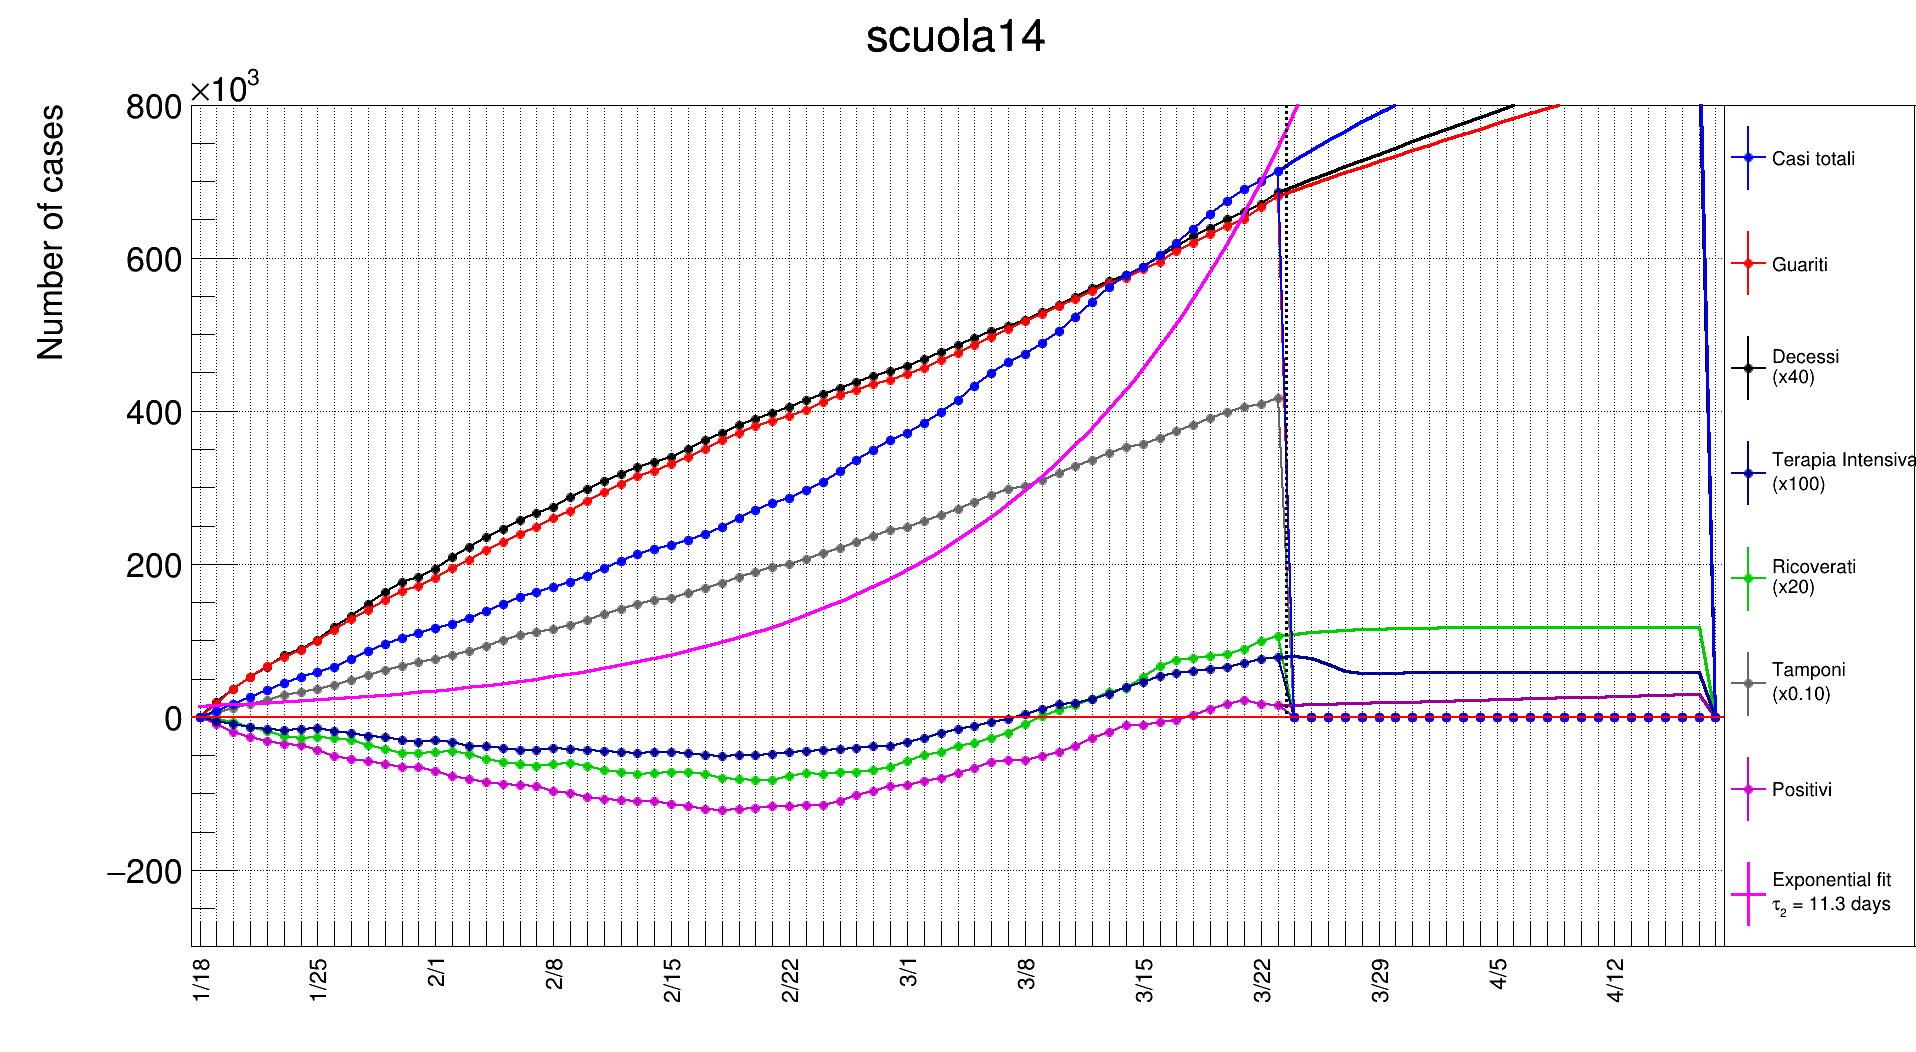 scuola14
×10³
Number of cases
800
600
400
200
0
−200
1/18
1/25
2/1
2/8
2/15
2/22
3/1
3/8
3/15
3/22
3/29
4/5
4/12
Casi totali
Guariti
Decessi
(x40)
Terapia Intensiva
(x100)
Ricoverati
(x20)
Tamponi
(x0.10)
Positivi
Exponential fit
τ₂ = 11.3 days